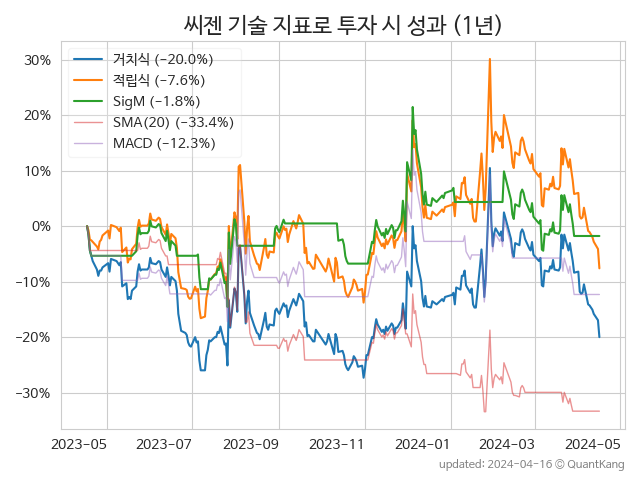 씨젠 기술 지표로 투자 시 성과 (1년)
거치식 (−20.0%)
적립식 (−7.6%)
SigM (−1.8%)
SMA(20) (−33.4%)
MACD (−12.3%)
30%
20%
10%
0%
−10%
−20%
−30%
2023-05 2023-07 2023-09 2023-11 2024-01 2024-03 2024-05
updated: 2024-04-16 © QuantKang